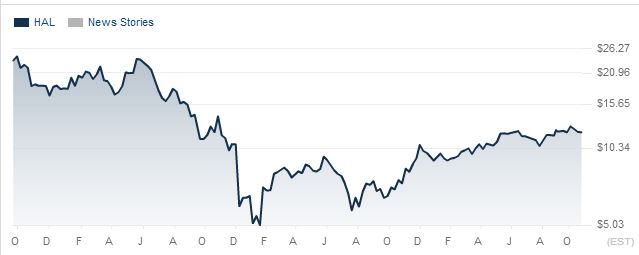 HAL News Stories
$26.27
$20.96
$15.65
$10.34
$5.03
O D F A J A O D F A J A O D F A J A O (EST)